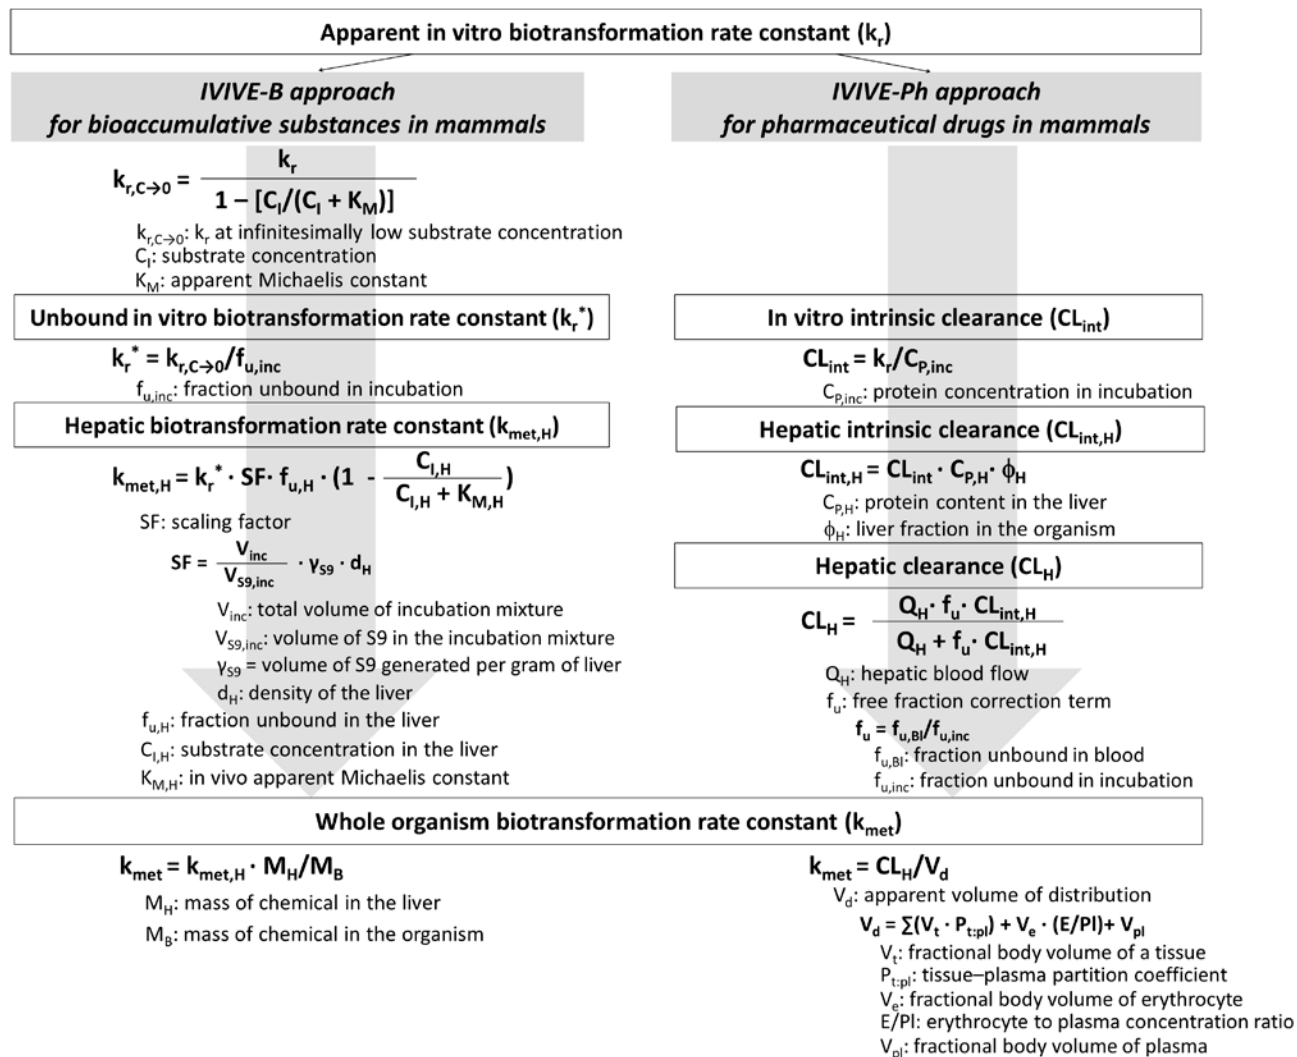 Apparent in vitro biotransformation rate constant (kr)
IVIVE-B approach
for bioaccumulative substances in mammals
kr,C→0 = kr / 1 – [CI/(CI + KM)]
kr,C→0: kr at infinitesimally low substrate concentration
CI: substrate concentration
KM: apparent Michaelis constant
Unbound in vitro biotransformation rate constant (kr*)
kr* = kr,C→0/fu,inc
fu,inc: fraction unbound in incubation
Hepatic biotransformation rate constant (kmet,H)
kmet,H = kr* · SF· fu,H · (1 - CI,H / CI,H + KM,H)
SF: scaling factor
SF = Vinc / VS9,inc · γS9 · dH
Vinc: total volume of incubation mixture
VS9,inc: volume of S9 in the incubation mixture
γS9 = volume of S9 generated per gram of liver
dH: density of the liver
fu,H: fraction unbound in the liver
CI,H: substrate concentration in the liver
KM,H: in vivo apparent Michaelis constant
IVIVE-Ph approach
for pharmaceutical drugs in mammals
In vitro intrinsic clearance (CLint)
CLint = kr/CP,inc
CP,inc: protein concentration in incubation
Hepatic intrinsic clearance (CLint,H)
CLint,H = CLint · CP,H · ϕH
CP,H: protein content in the liver
ϕH: liver fraction in the organism
Hepatic clearance (CLH)
CLH = QH· fu· CLint,H / QH + fu· CLint,H
QH: hepatic blood flow
fu: free fraction correction term
fu = fu,Bl/fu,inc
fu,Bl: fraction unbound in blood
fu,inc: fraction unbound in incubation
Whole organism biotransformation rate constant (kmet)
kmet = kmet,H · MH/MB
MH: mass of chemical in the liver
MB: mass of chemical in the organism
kmet = CLH/Vd
Vd: apparent volume of distribution
Vd = ∑(Vt · Pt:pl) + Ve · (E/Pl)+ Vpl
Vt: fractional body volume of a tissue
Pt:pl: tissue–plasma partition coefficient
Ve: fractional body volume of erythrocyte
E/Pl: erythrocyte to plasma concentration ratio
Vpl: fractional body volume of plasma